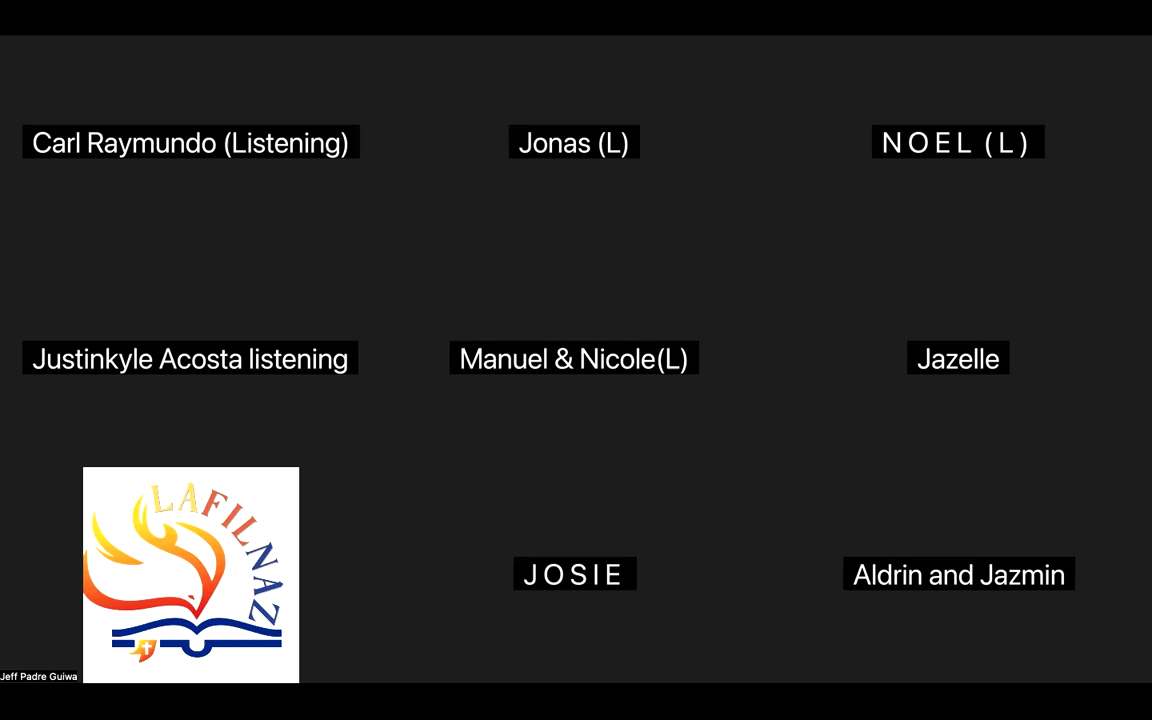 Carl Raymundo (Listening)
Jonas (L)
N O E L  ( L )
Justinkyle Acosta listening
Manuel & Nicole(L)
Jazelle
LAFILNAZ
J O S I E
Aldrin and Jazmin
Jeff Padre Guiwa